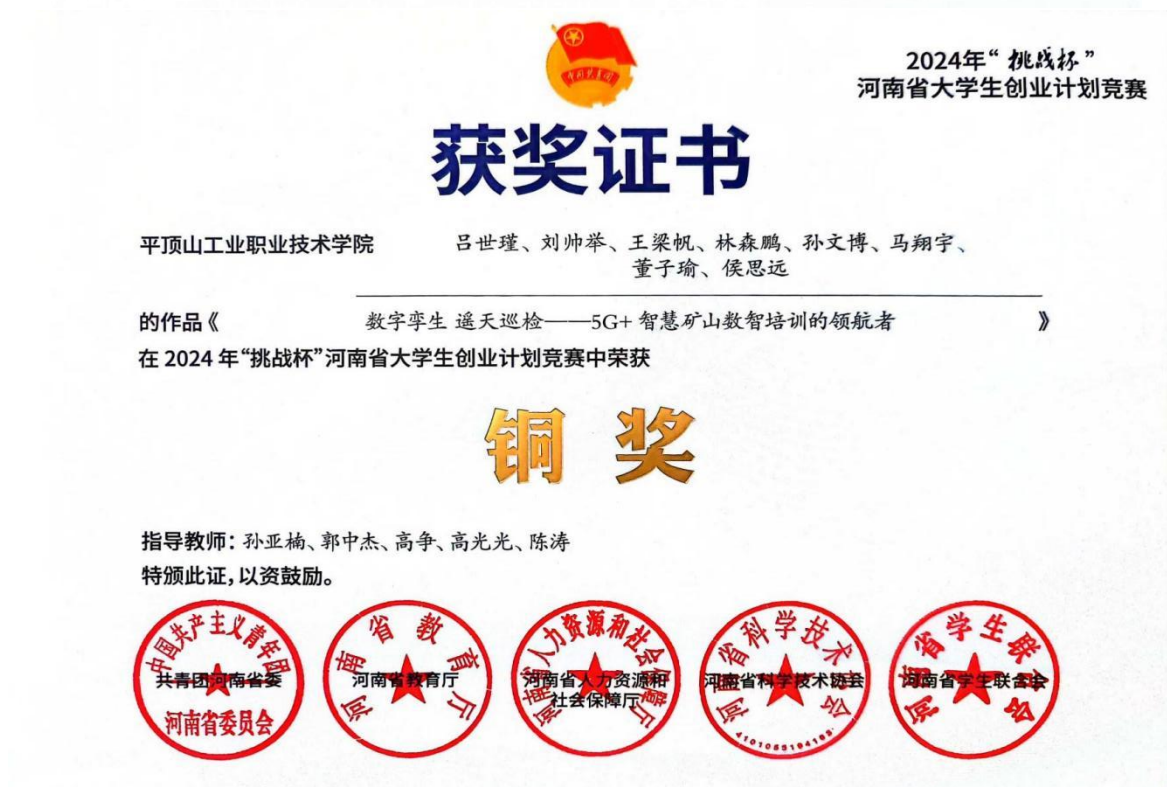 中国共青团
2024年“挑战杯”
河南省大学生创业计划竞赛
获奖证书
平顶山工业职业技术学院 吕世瑾、刘帅举、王梁帆、林森鹏、孙文博、马翔宇、
董子瑜、侯思远
的作品《 数字孪生 遥天巡检——5G+ 智慧矿山数智培训的领航者 》
在 2024 年“挑战杯”河南省大学生创业计划竞赛中荣获
铜奖
指导教师：孙亚楠、郭中杰、高争、高光光、陈涛
特颁此证，以资鼓励。
中国共产主义青年团
共青团河南省委
河南省委员会
河南省教育厅
河南省教育厅
河南省人力资源和社会保障厅
河南省人力资源和
社会保障厅
河南省科学技术协会
河南省科学技术协会
河南省学生联合会
河南省学生联合会